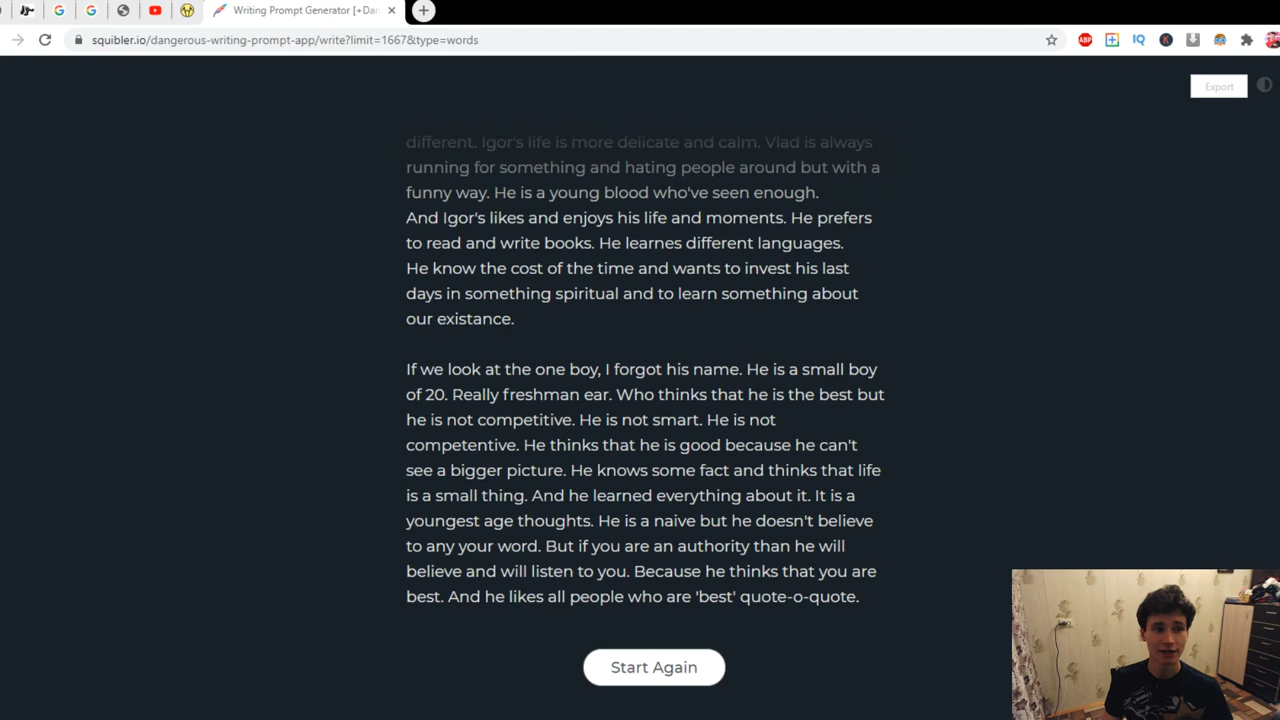 Writing Prompt Generator [+Dan
squibler.io/dangerous-writing-prompt-app/write?limit=1667&type=words
ABP
IQ
K
Export
different. Igor's life is more delicate and calm. Vlad is always
running for something and hating people around but with a
funny way. He is a young blood who've seen enough.
And Igor's likes and enjoys his life and moments. He prefers
to read and write books. He learnes different languages.
He know the cost of the time and wants to invest his last
days in something spiritual and to learn something about
our existance.
If we look at the one boy, I forgot his name. He is a small boy
of 20. Really freshman ear. Who thinks that he is the best but
he is not competitive. He is not smart. He is not
competentive. He thinks that he is good because he can't
see a bigger picture. He knows some fact and thinks that life
is a small thing. And he learned everything about it. It is a
youngest age thoughts. He is a naive but he doesn't believe
to any your word. But if you are an authority than he will
believe and will listen to you. Because he thinks that you are
best. And he likes all people who are 'best' quote-o-quote.
Start Again